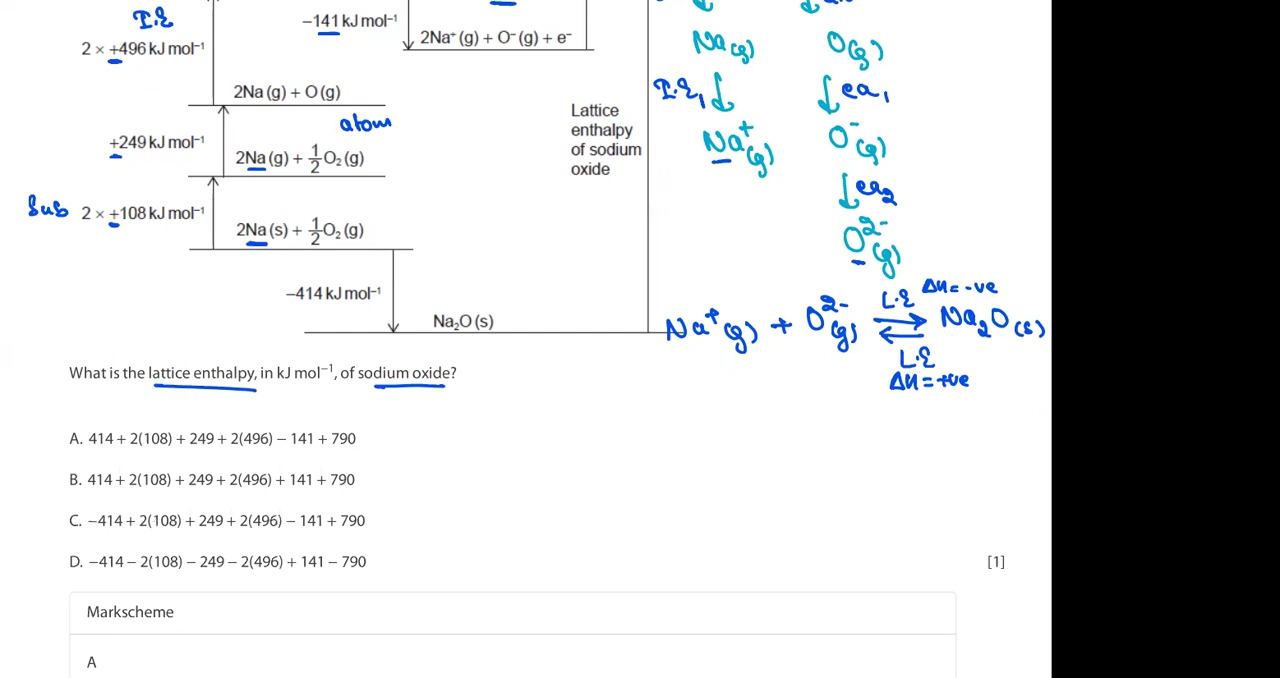 I.E
−141 kJ mol⁻¹
2 × +496 kJ mol⁻¹
2Na⁺(g) + O⁻(g) + e⁻
Na(g) O(g)
2Na(g) + O(g)
I.E₁ ea₁
atom
Lattice
enthalpy
of sodium
oxide
+249 kJ mol⁻¹
2Na(g) + 1/2 O₂(g)
Na⁺(g) O⁻(g)
ea₂
Sub 2 × +108 kJ mol⁻¹
2Na(s) + 1/2 O₂(g)
O²⁻(g)
−414 kJ mol⁻¹
Na₂O(s)
L.E ΔH = -ve
Na⁺(g) + O²⁻(g) ⇌ Na₂O(s)
L.E
ΔH = +ve
What is the lattice enthalpy, in kJ mol⁻¹, of sodium oxide?
A. 414 + 2(108) + 249 + 2(496) − 141 + 790
B. 414 + 2(108) + 249 + 2(496) + 141 + 790
C. −414 + 2(108) + 249 + 2(496) − 141 + 790
D. −414 − 2(108) − 249 − 2(496) + 141 − 790 [1]
Markscheme
A